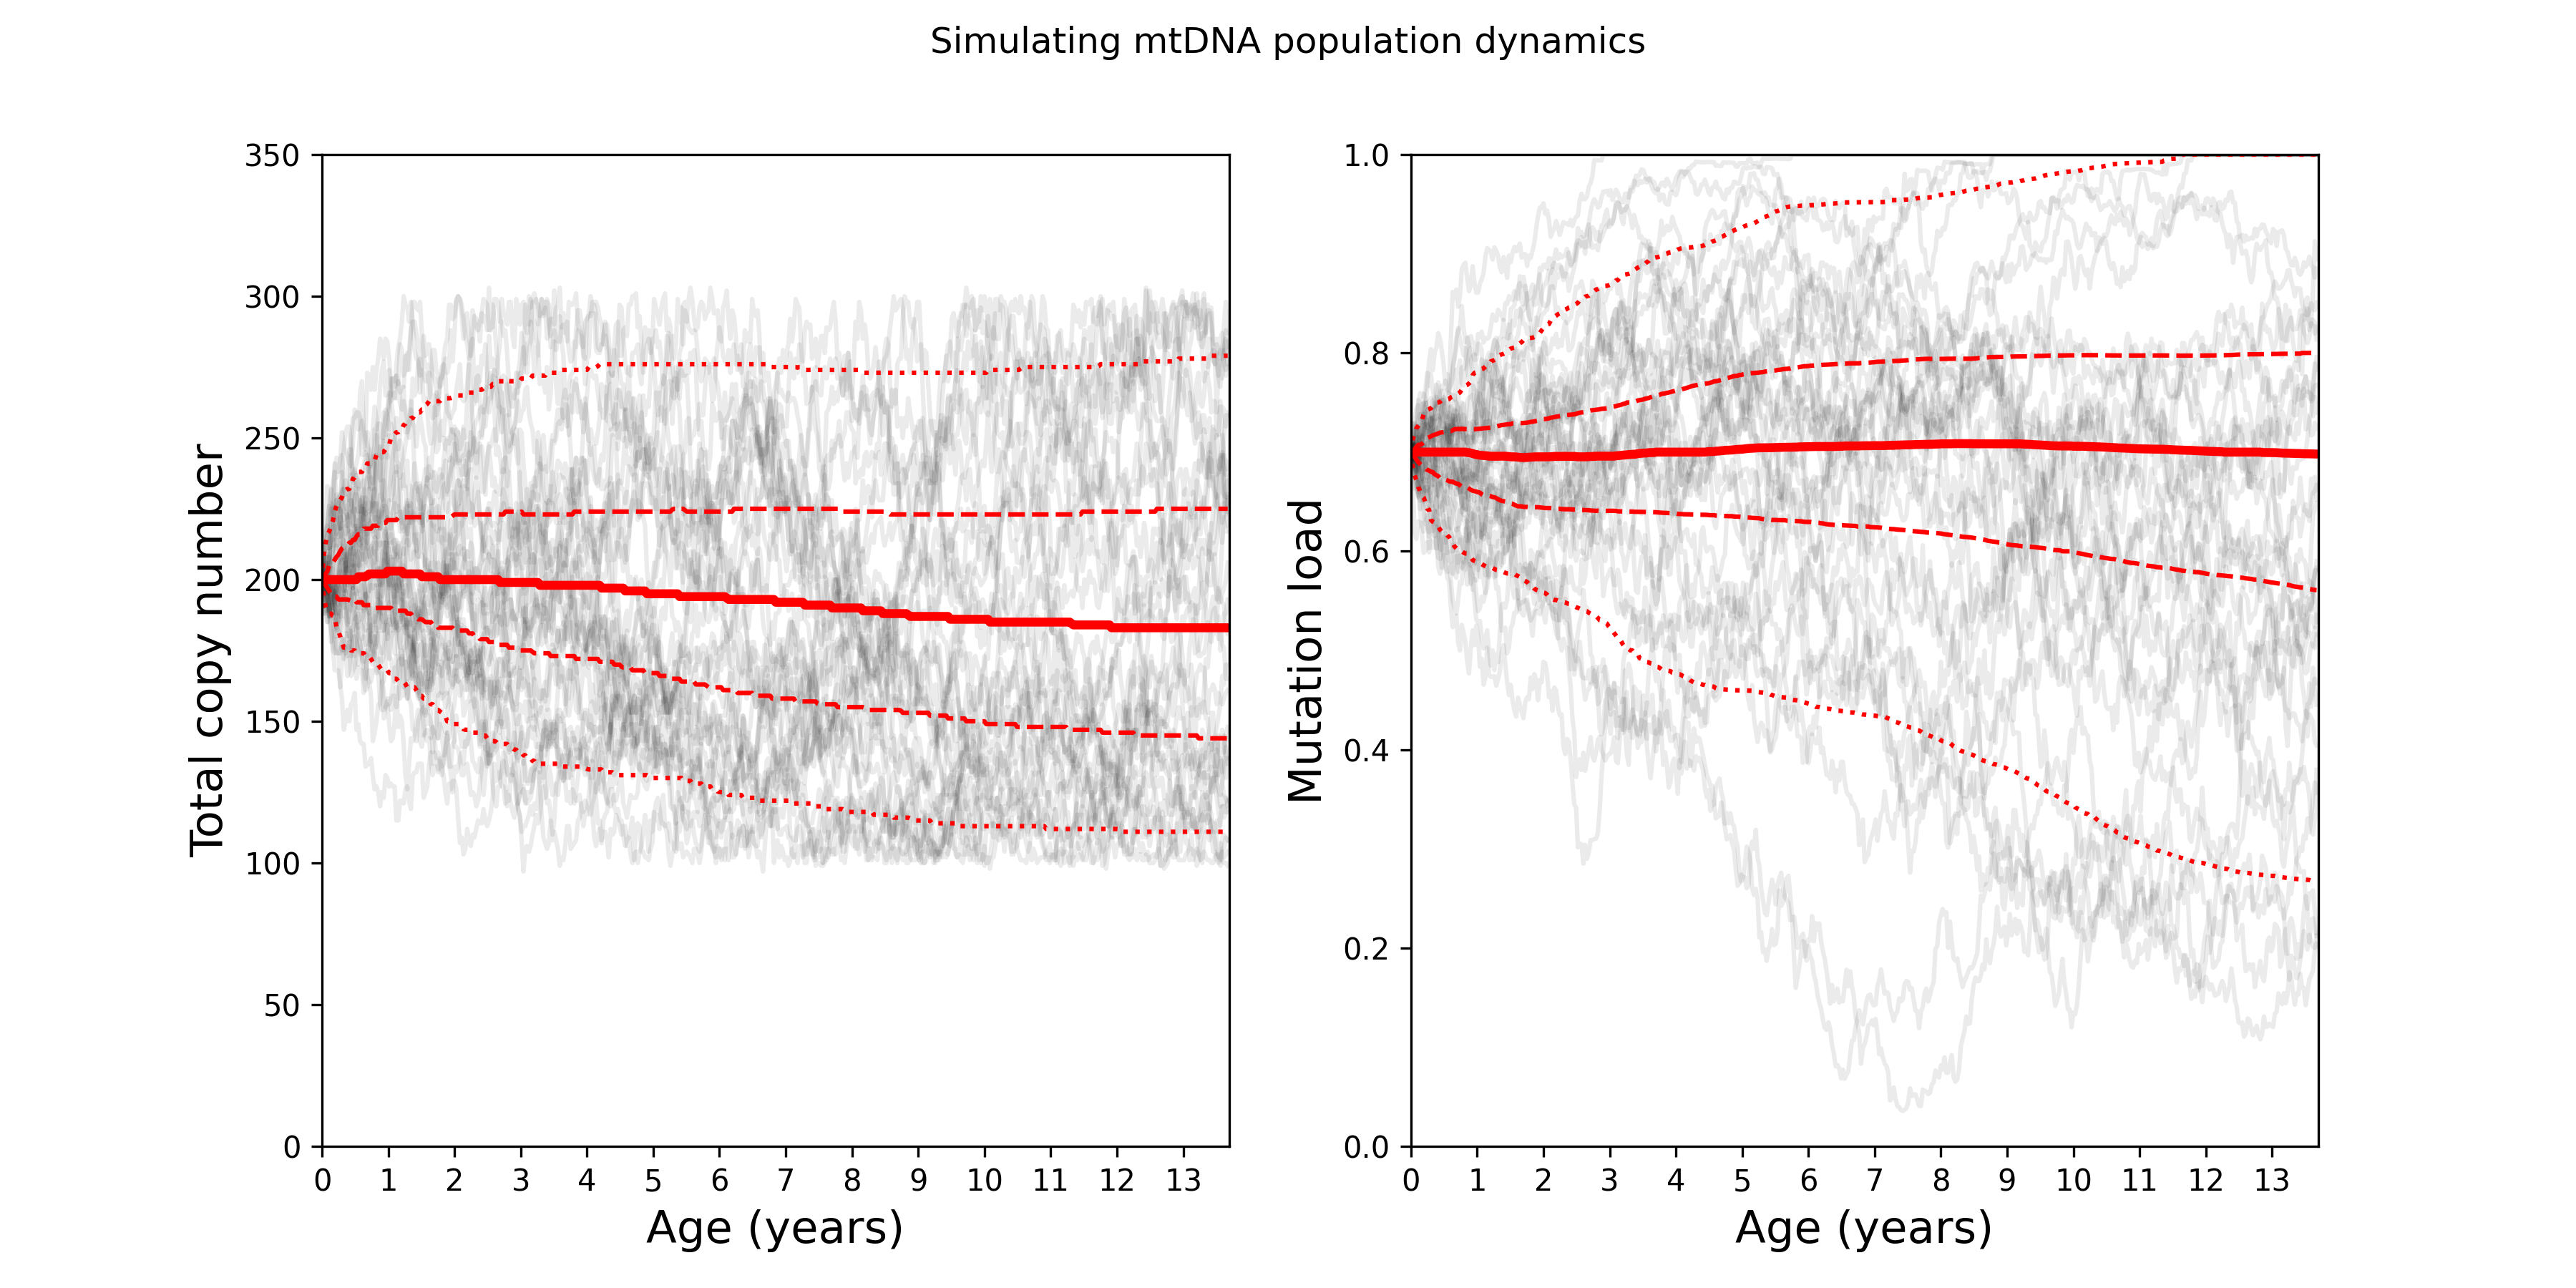 Simulating mtDNA population dynamics
Total copy number
350
300
250
200
150
100
50
0
0 1 2 3 4 5 6 7 8 9 10 11 12 13
Age (years)
Mutation load
1.0
0.8
0.6
0.4
0.2
0.0
0 1 2 3 4 5 6 7 8 9 10 11 12 13
Age (years)